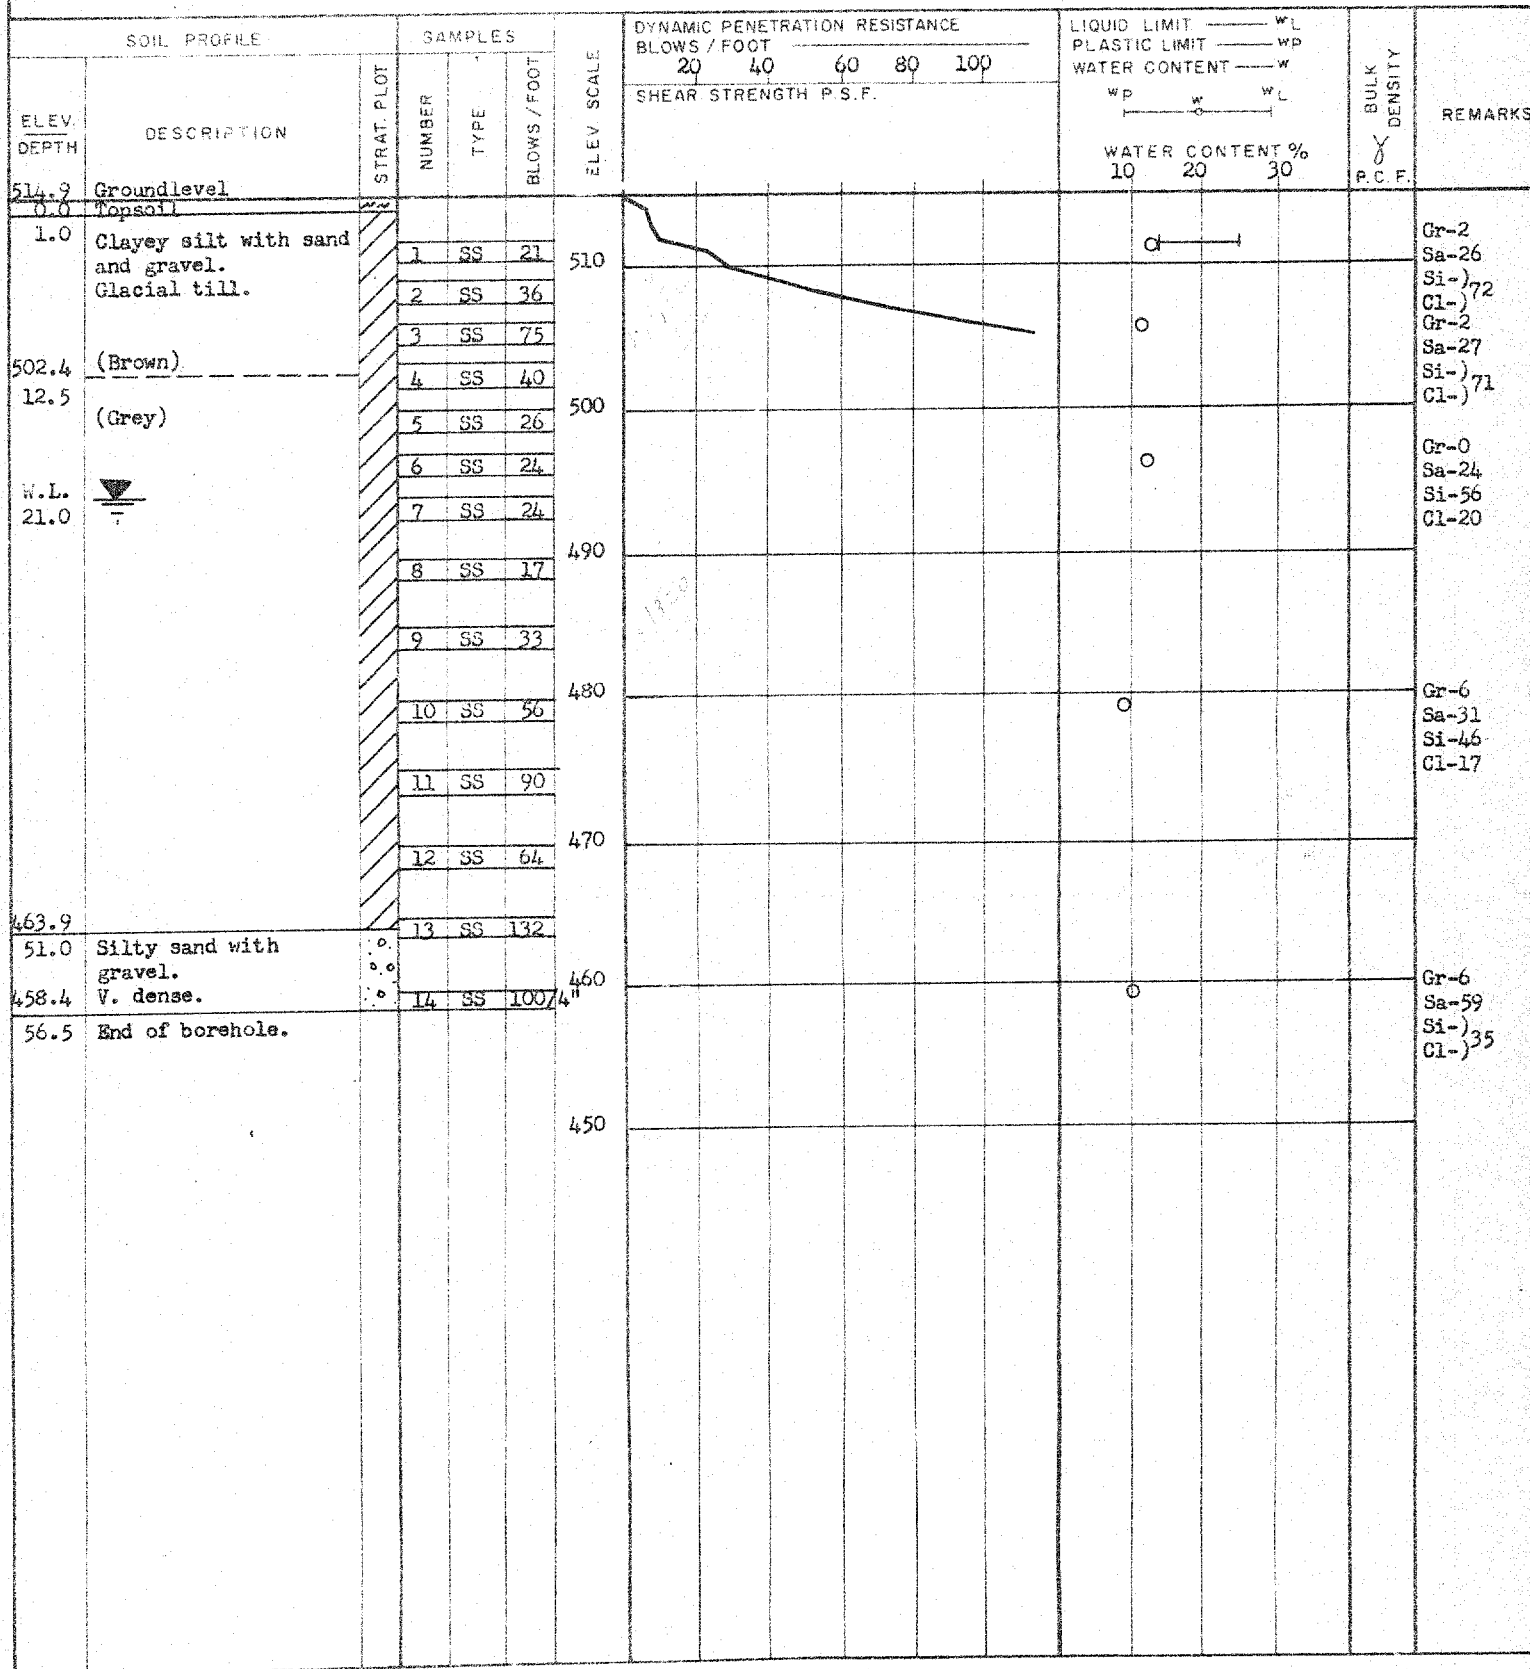 SOIL PROFILE
SAMPLES
ELEV. SCALE
DYNAMIC PENETRATION RESISTANCE
BLOWS / FOOT
20 40 60 80 100
SHEAR STRENGTH P.S.F.
LIQUID LIMIT wL
PLASTIC LIMIT wP
WATER CONTENT w
wP w wL
WATER CONTENT %
10 20 30
BULK DENSITY
γ
P.C.F.
REMARKS
ELEV.
DEPTH
DESCRIPTION
STRAT. PLOT
NUMBER
TYPE
BLOWS / FOOT
514.9 Groundlevel
0.0 Topsoil
1.0 Clayey silt with sand
and gravel.
Glacial till.
502.4 (Brown)
12.5
(Grey)
W.L.
21.0
463.9
51.0 Silty sand with
gravel.
458.4 V. dense.
56.5 End of borehole.
1 SS 21
2 SS 36
3 SS 75
4 SS 40
5 SS 26
6 SS 24
7 SS 24
8 SS 17
9 SS 33
10 SS 56
11 SS 90
12 SS 64
13 SS 132
14 SS 100/4"
510
500
490
480
470
460
450
Gr-2
Sa-26
Si-)
Cl-) 72
Gr-2
Sa-27
Si-)
Cl-) 71
Gr-0
Sa-24
Si-56
Cl-20
Gr-6
Sa-31
Si-46
Cl-17
Gr-6
Sa-59
Si-)
Cl-) 35